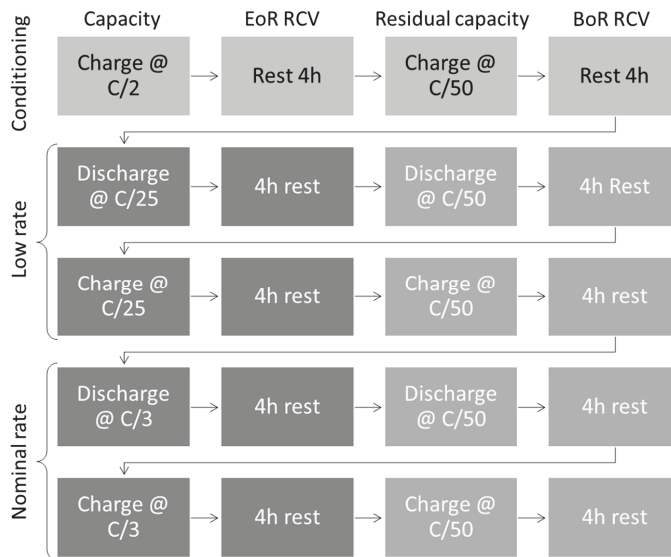 Capacity
EoR RCV
Residual capacity
BoR RCV
Conditioning
Charge @
C/2
Rest 4h
Charge @
C/50
Rest 4h
Low rate
Discharge
@ C/25
4h rest
Discharge
@ C/50
4h Rest
Charge @
C/25
4h rest
Charge @
C/50
4h rest
Nominal rate
Discharge
@ C/3
4h rest
Discharge
@ C/50
4h rest
Charge @
C/3
4h rest
Charge @
C/50
4h rest